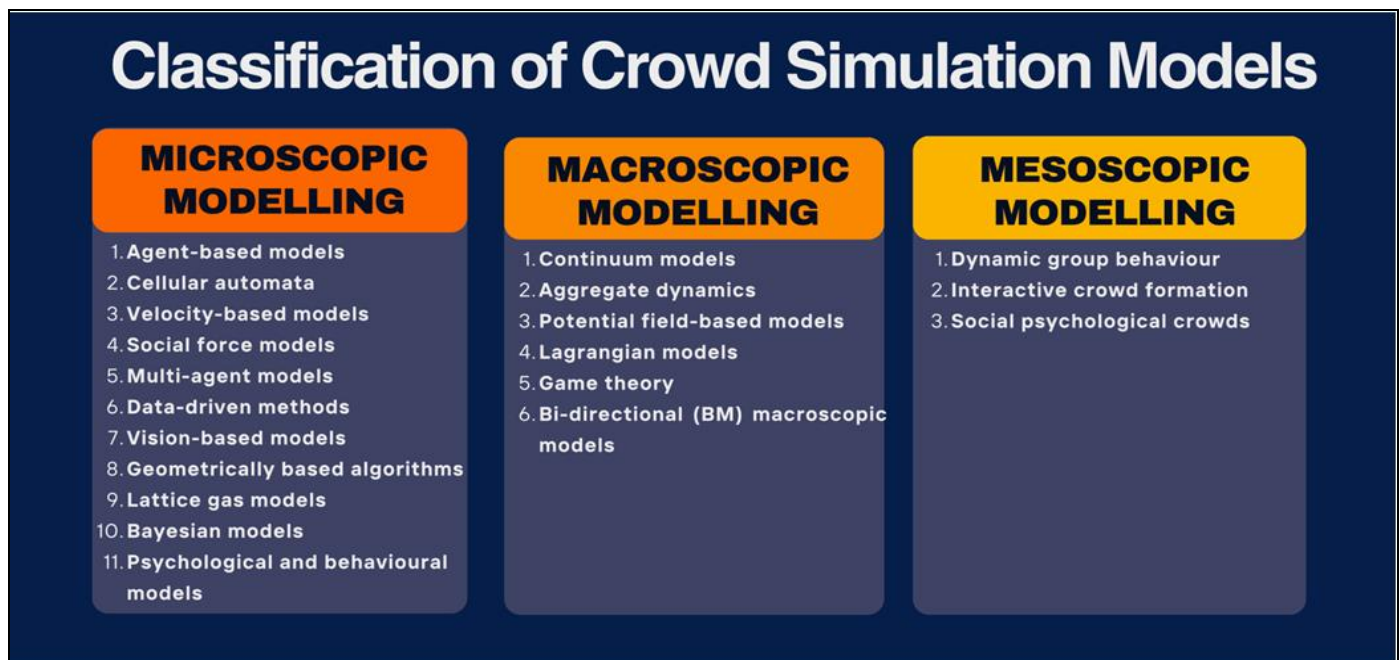 Classification of Crowd Simulation Models
MICROSCOPIC
MODELLING
1. Agent-based models
2. Cellular automata
3. Velocity-based models
4. Social force models
5. Multi-agent models
6. Data-driven methods
7. Vision-based models
8. Geometrically based algorithms
9. Lattice gas models
10. Bayesian models
11. Psychological and behavioural
models
MACROSCOPIC
MODELLING
1. Continuum models
2. Aggregate dynamics
3. Potential field-based models
4. Lagrangian models
5. Game theory
6. Bi-directional (BM) macroscopic
models
MESOSCOPIC
MODELLING
1. Dynamic group behaviour
2. Interactive crowd formation
3. Social psychological crowds